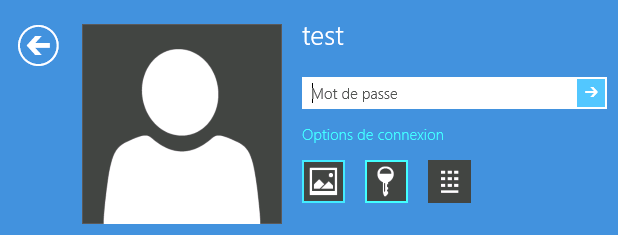 test
Mot de passe
Options de connexion